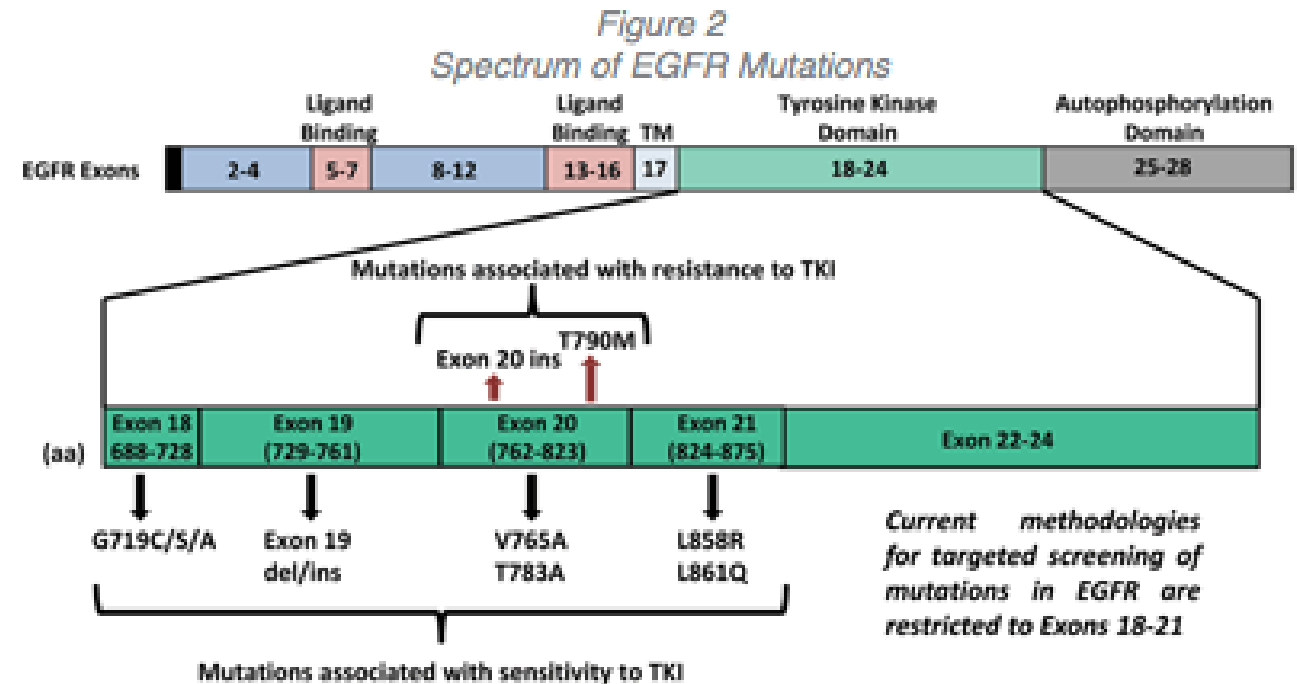 Figure 2
Spectrum of EGFR Mutations
Ligand Binding
Ligand Binding
TM
Tyrosine Kinase Domain
Autophosphorylation Domain
EGFR Exons
2-4
5-7
8-12
13-16
17
18-24
25-28
Mutations associated with resistance to TKI
Exon 20 ins
T790M
(aa)
Exon 18
688-728
Exon 19
(729-761)
Exon 20
(762-823)
Exon 21
(824-875)
Exon 22-24
G719C/S/A
Exon 19
del/ins
V765A
T783A
L858R
L861Q
Current methodologies
for targeted screening of
mutations in EGFR are
restricted to Exons 18-21
Mutations associated with sensitivity to TKI